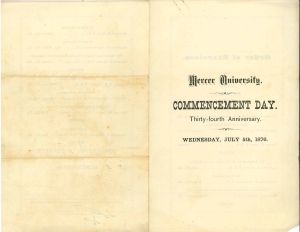 Mercer University.
COMMENCEMENT DAY.
Thirty-fourth Anniversary.
WEDNESDAY, JULY 5th, 1876.